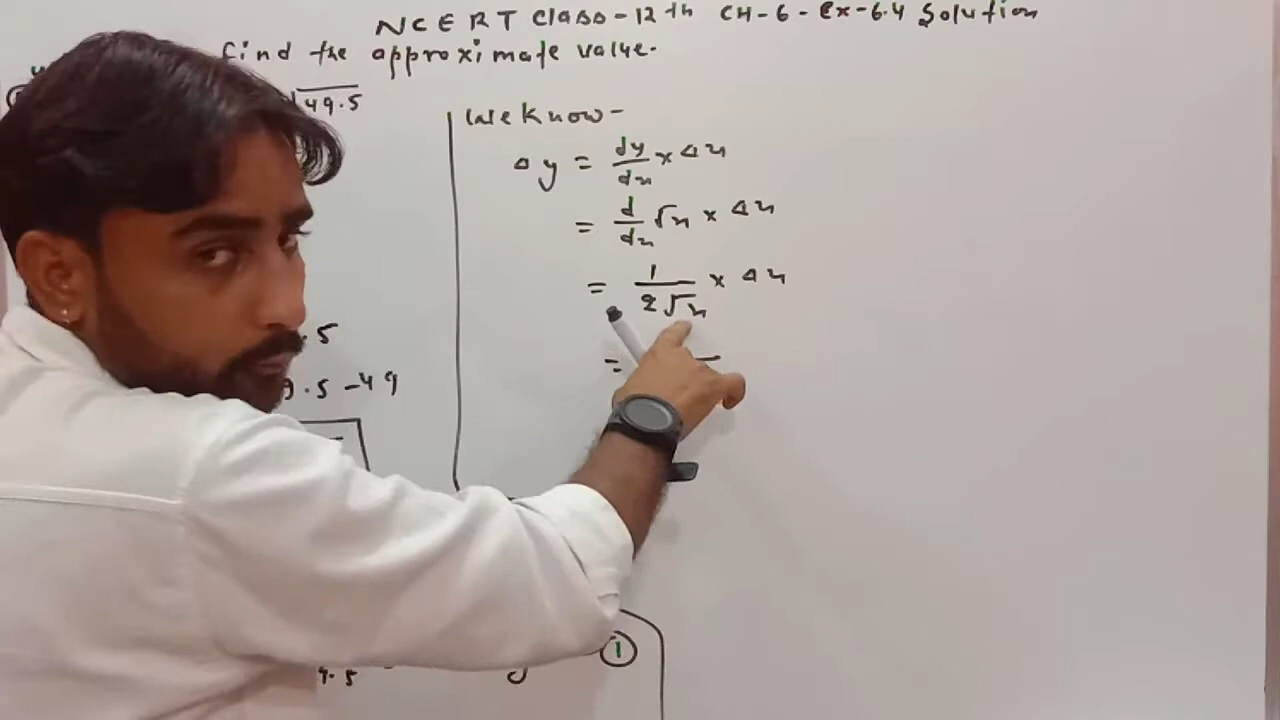 NCERT Class-12th CH-6-Ex-6.4 Solution
find the approximate value.
√49.5
We know-
Δy = dy/dx × Δx
= d/dx √x × Δx
= 1/2√x × Δx
=
.5
9.5-49
①
9.5
y